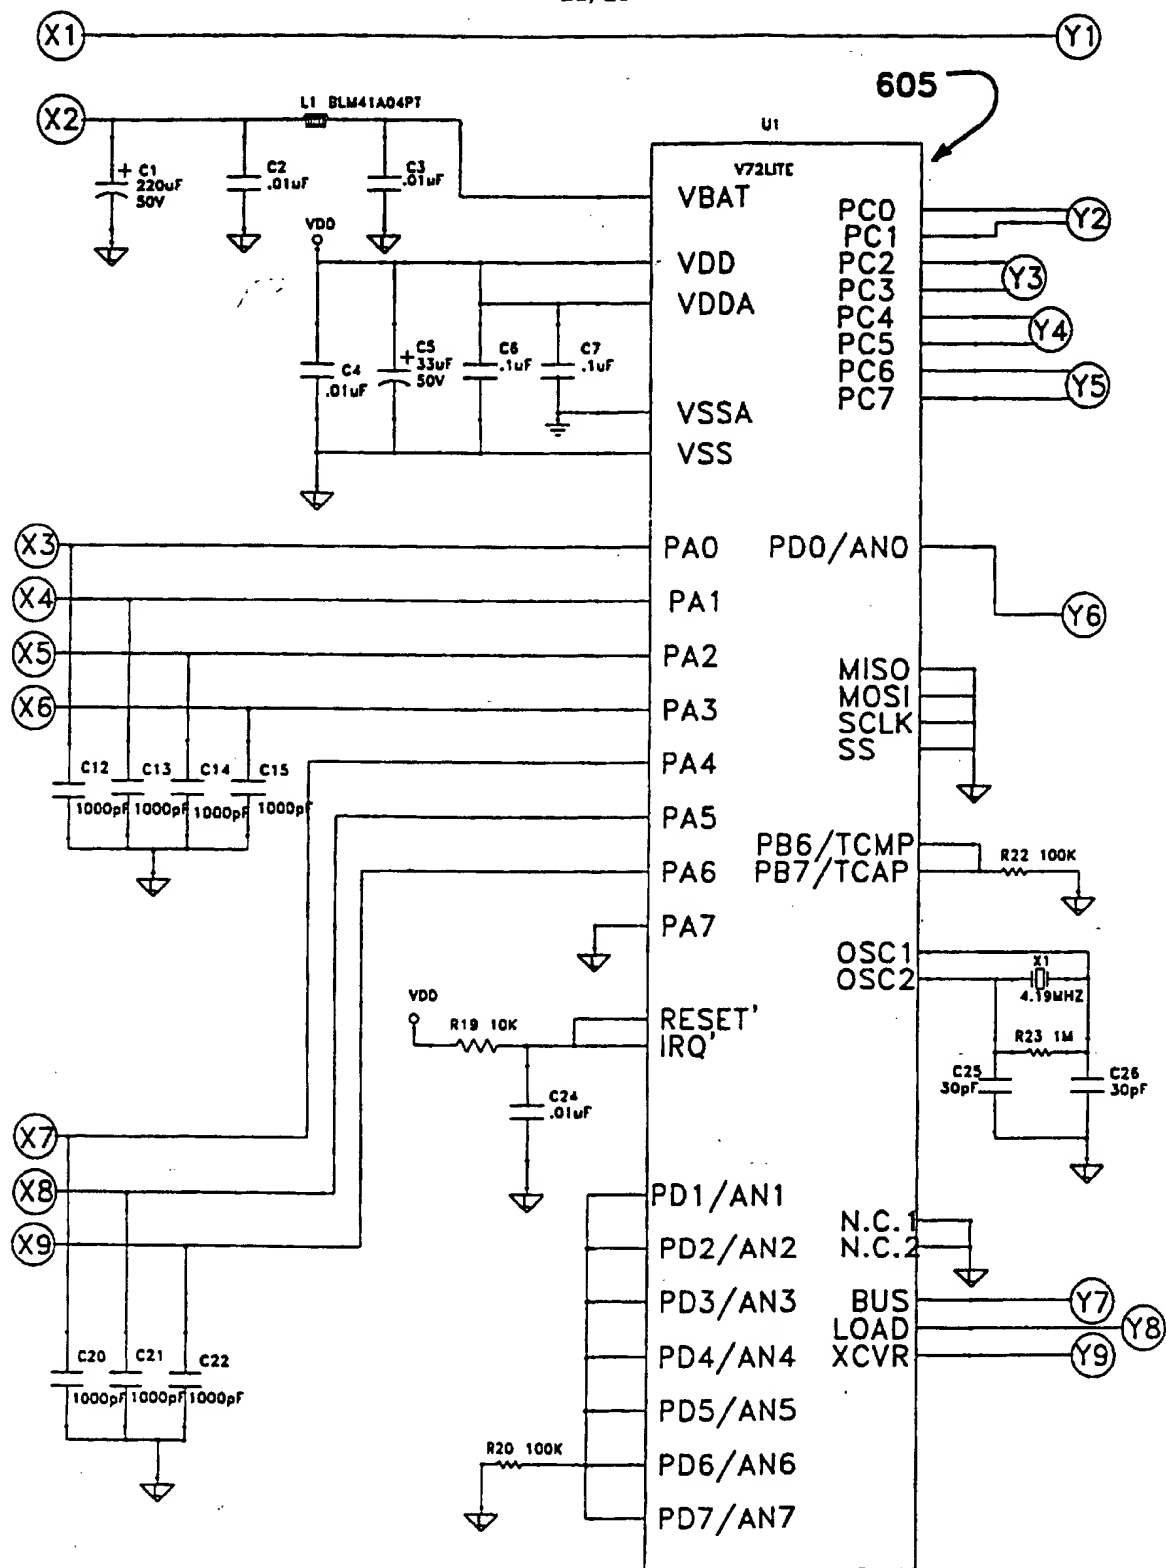 X1 Y1
605
X2 L1 BLM41A04PT U1
V72LITE
C1 220uF 50V
C2 .01uF
C3 .01uF
VBAT
PC0 Y2
PC1
VDD
VDD PC2 Y3
VDDA PC3
PC4 Y4
PC5
C4 .01uF
C5 33uF 50V
C6 .1uF
C7 .1uF
PC6 Y5
PC7
VSSA
VSS
X3 PA0 PD0/AN0
X4 PA1 Y6
X5 PA2
MISO
MOSI
X6 PA3 SCLK
SS
PA4
C12 C13 C14 C15
1000pF 1000pF 1000pF 1000pF
PA5
PB6/TCMP
PA6 PB7/TCAP R22 100K
PA7
OSC1
OSC2 X1
4.19MHZ
VDD
R19 10K RESET'
IRQ'
R23 1M
C25 30pF
C26 30pF
C24 .01uF
X7
X8 PD1/AN1
N.C.1
X9 PD2/AN2 N.C.2
PD3/AN3 BUS Y7
LOAD Y8
PD4/AN4 XCVR Y9
C20 C21 C22
1000pF 1000pF 1000pF
PD5/AN5
R20 100K
PD6/AN6
PD7/AN7